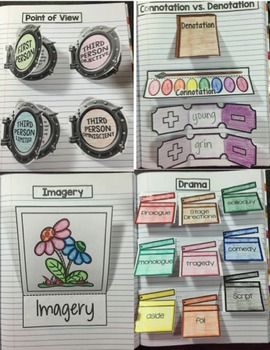 Point of View
FIRST
PERSON
THIRD
PERSON
OBJECTIVE
THIRD
PERSON
LIMITED
THIRD
PERSON
OMNISCIENT
Connotation vs. Denotation
Denotation
Connotation
young
grin
Imagery
Imagery
Drama
Prologue
Stage
Directions
soliloquy
monologue
tragedy
comedy
aside
foil
Script